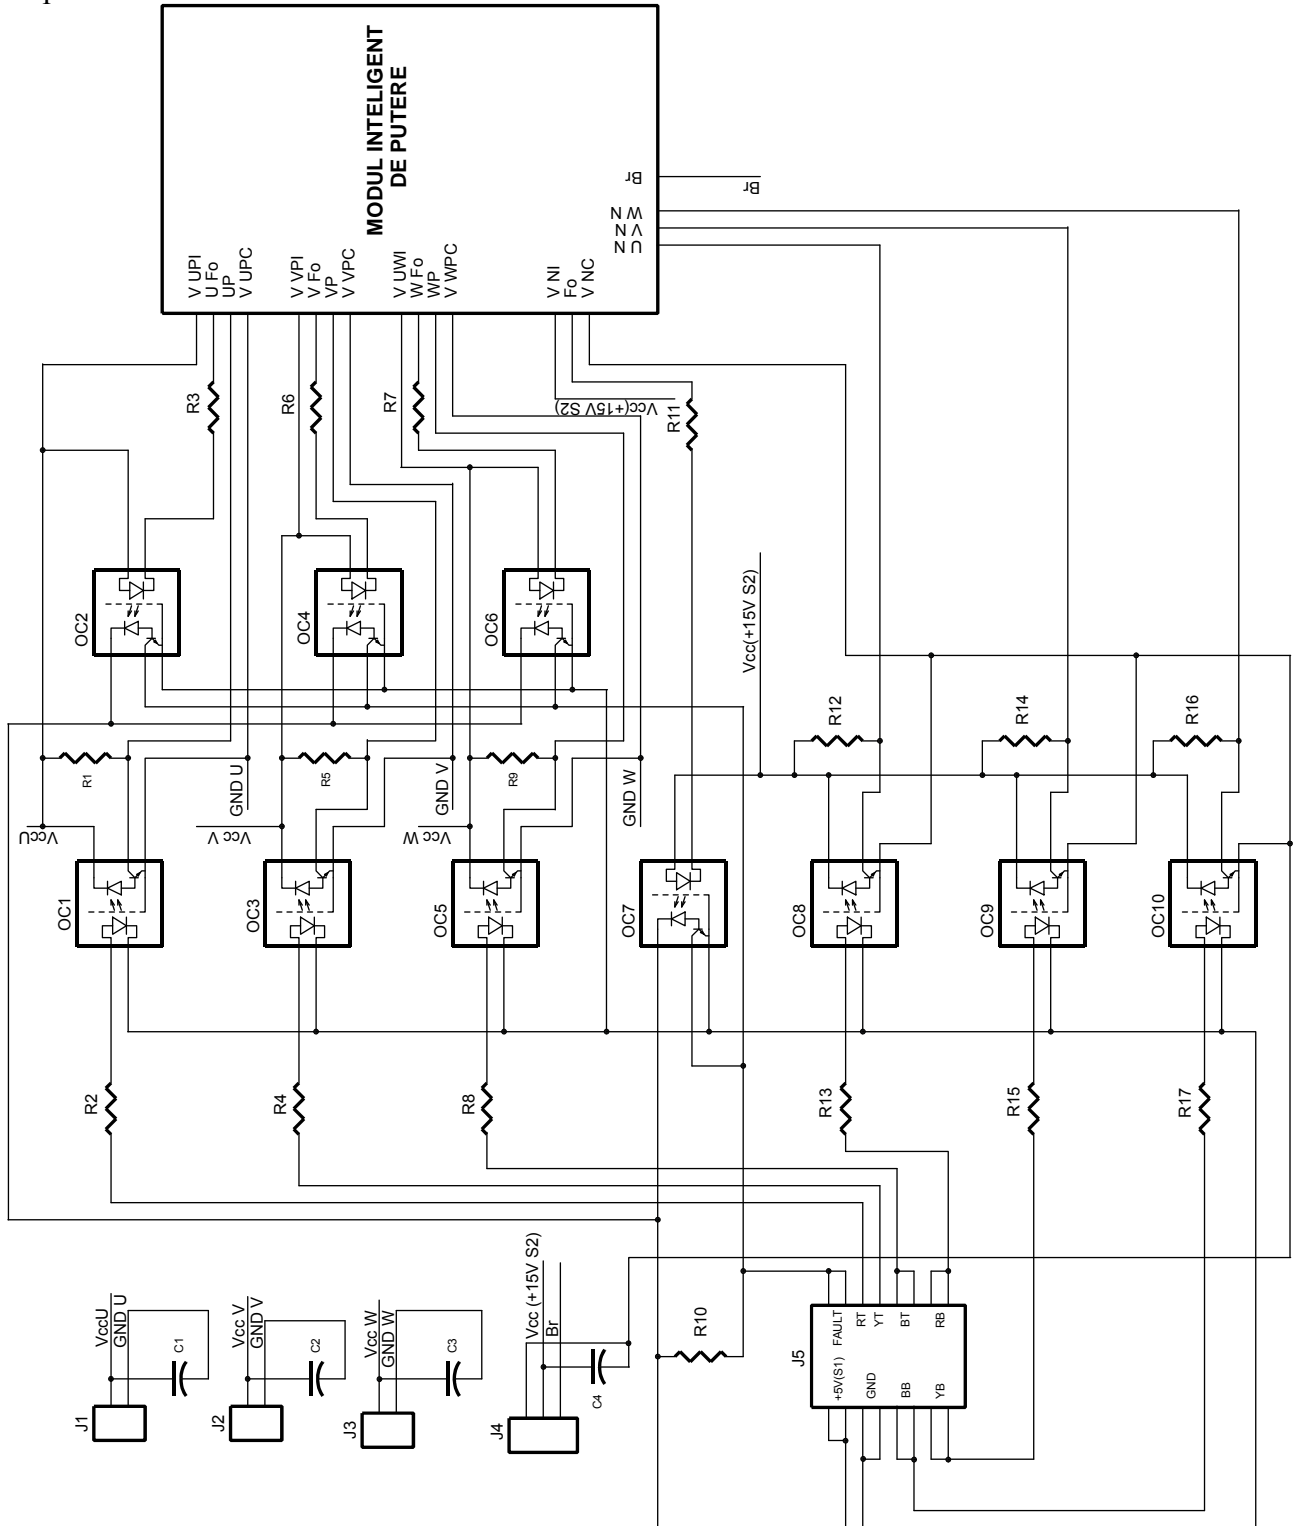 MODUL INTELIGENT
DE PUTERE
Br
Br
W N
V N
U N
V UPI
U Fo
UP
V UPC
V VPI
V Fo
VP
V VPC
V UWI
W Fo
WP
V WPC
V NI
Fo
V NC
R3
R6
R7
Vcc(+15V S2)
R11
OC2
OC4
OC6
Vcc(+15V S2)
R12
R14
R16
R1
R5
R9
GND U
GND V
GND W
VccU
Vcc V
Vcc W
OC1
OC3
OC5
OC7
OC8
OC9
OC10
R2
R4
R8
R13
R15
R17
VccU
GND U
C1
J1
Vcc V
GND V
C2
J2
Vcc W
GND W
C3
J3
Vcc (+15V S2)
Br
C4
J4
R10
J5
+5V(S1)
FAULT
GND
RT
YT
BB
BT
YB
RB